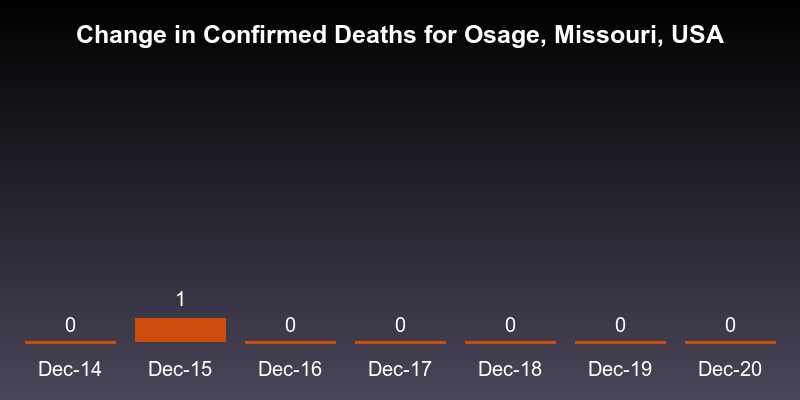 Change in Confirmed Deaths for Osage, Missouri, USA
0 1 0 0 0 0 0
Dec-14 Dec-15 Dec-16 Dec-17 Dec-18 Dec-19 Dec-20